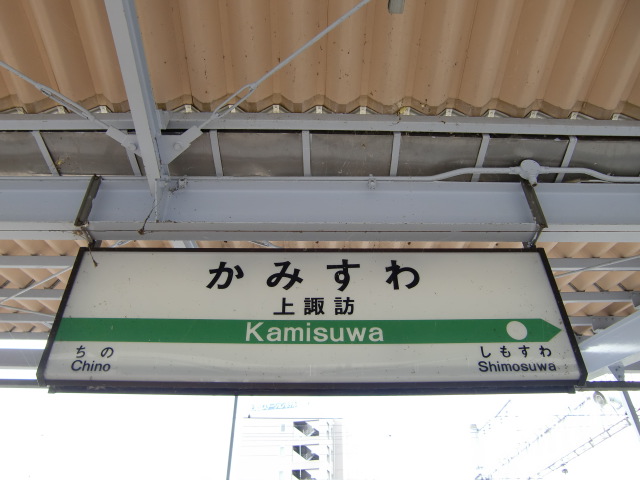 かみすわ
上諏訪
Kamisuwa
ちの
Chino
しもすわ
Shimosuwa